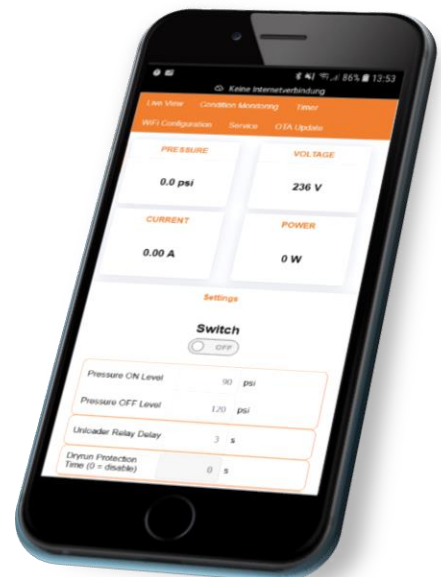 86% 13:53
Keine Internetverbindung
Live View Condition Monitoring Timer
WiFi Configuration Service OTA Update
PRESSURE VOLTAGE
0.0 psi 236 V
CURRENT POWER
0.00 A 0 W
Settings
Switch
OFF
Pressure ON Level 90 psi
Pressure OFF Level 120 psi
Unloader Relay Delay 3 s
Dryrun Protection
Time (0 = disable) 0 s